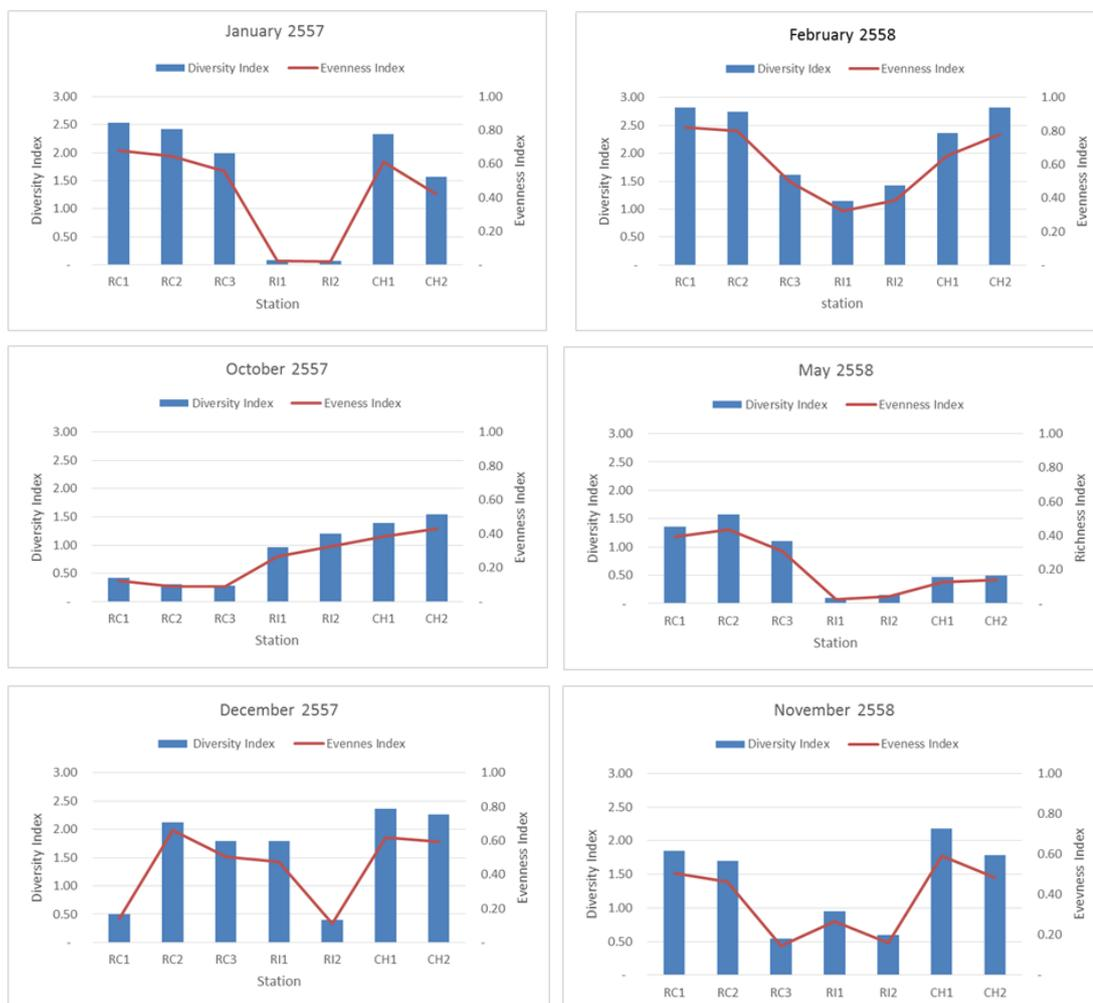 January 2557
Diversity Index Evenness Index
3.00 1.00
2.50 0.80
2.00 0.60
1.50 0.40
1.00 0.20
0.50 -
-
Diversity Index
Evenness Index
RC1 RC2 RC3 RI1 RI2 CH1 CH2
Station
February 2558
Diversity Idex Evenness Index
3.00 1.00
2.50 0.80
2.00 0.60
1.50 0.40
1.00 0.20
0.50 -
-
Diversity Index
Evenness Index
RC1 RC2 RC3 RI1 RI2 CH1 CH2
station
October 2557
Diversity Index Eveness Index
3.00 1.00
2.50 0.80
2.00 0.60
1.50 0.40
1.00 0.20
0.50 -
-
Diversity Index
Evenness Index
RC1 RC2 RC3 RI1 RI2 CH1 CH2
Station
May 2558
Diversity Index Evenness Index
3.00 1.00
2.50 0.80
2.00 0.60
1.50 0.40
1.00 0.20
0.50 -
-
Diversity Index
Richness Index
RC1 RC2 RC3 RI1 RI2 CH1 CH2
Station
December 2557
Diversity Index Evennes Index
3.00 1.00
2.50 0.80
2.00 0.60
1.50 0.40
1.00 0.20
0.50 -
-
Diversity Index
Evenness Index
RC1 RC2 RC3 RI1 RI2 CH1 CH2
Station
November 2558
Diversity Index Eveness Index
3.00 1.00
2.50 0.80
2.00 0.60
1.50 0.40
1.00 0.20
0.50 -
-
Diversity Index
Evevness Index
RC1 RC2 RC3 RI1 RI2 CH1 CH2